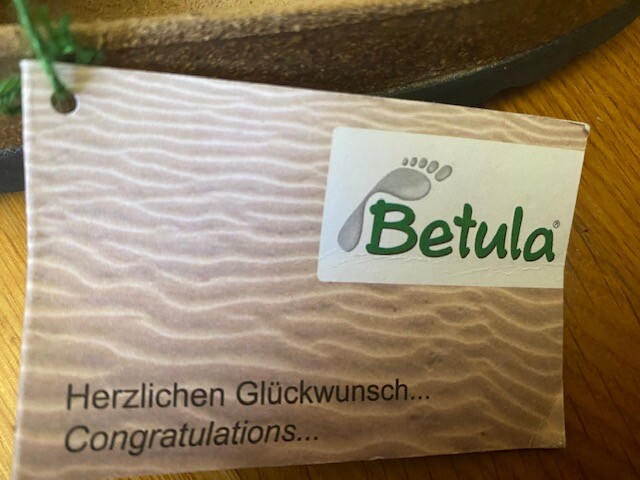 Betula®
Herzlichen Glückwunsch...
Congratulations...